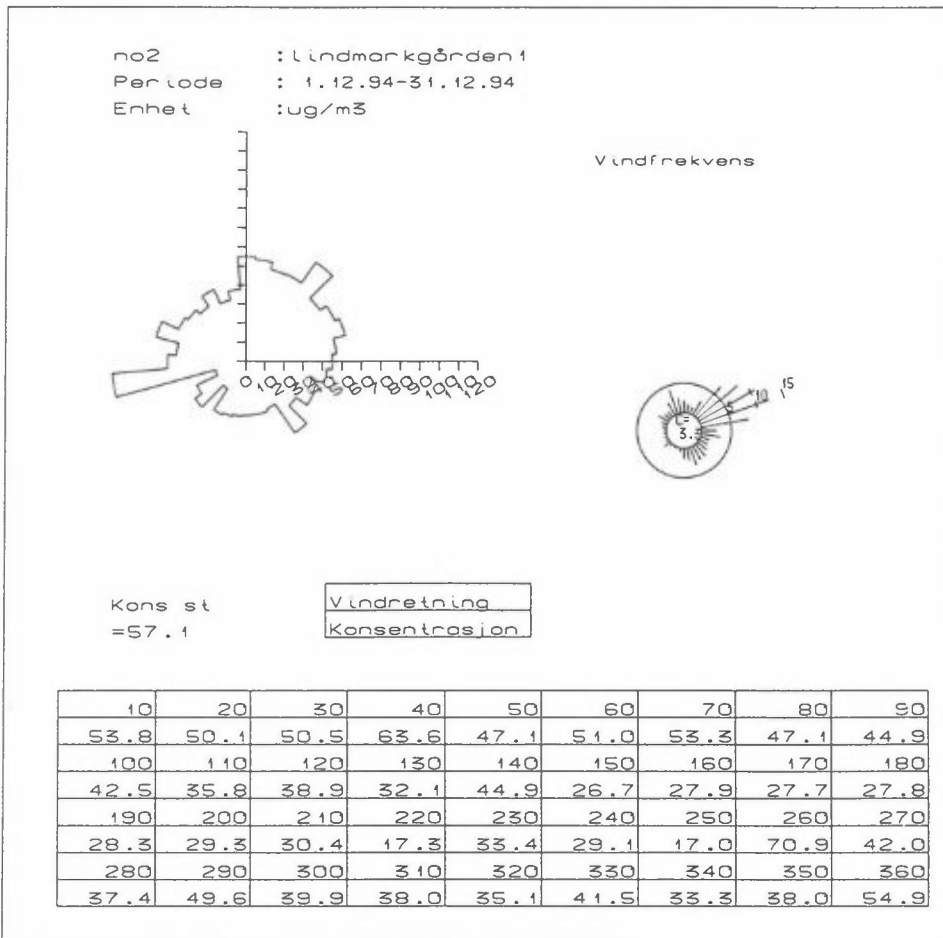 no2 :Lindmarkgården1
Periode : 1.12.94-31.12.94
Enhet :ug/m3
Vindfrekvens
0 10 20 30 40 50 60 70 80 90 100 110 120
5 10 15
3.
Kons st
=57.1
Vindretning
Konsentrasjon
10 20 30 40 50 60 70 80 90
53.8 50.1 50.5 63.6 47.1 51.0 53.3 47.1 44.9
100 110 120 130 140 150 160 170 180
42.5 35.8 38.9 32.1 44.9 26.7 27.9 27.7 27.8
190 200 210 220 230 240 250 260 270
28.3 29.3 30.4 17.3 33.4 29.1 17.0 70.9 42.0
280 290 300 310 320 330 340 350 360
37.4 49.6 39.9 38.0 35.1 41.5 33.3 38.0 54.9